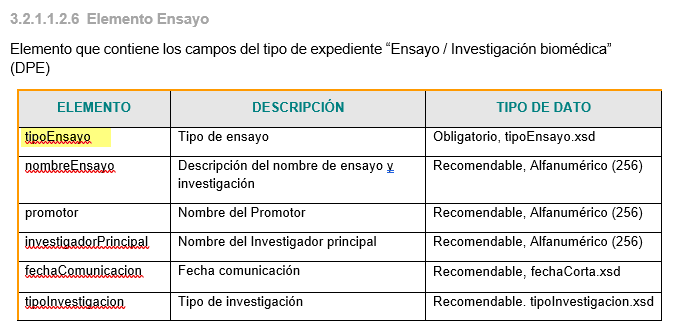 3.2.1.1.2.6 Elemento Ensayo
Elemento que contiene los campos del tipo de expediente “Ensayo / Investigación biomédica”
(DPE)
ELEMENTO DESCRIPCIÓN TIPO DE DATO
tipoEnsayo Tipo de ensayo Obligatorio, tipoEnsayo.xsd
nombreEnsayo Descripción del nombre de ensayo y Recomendable, Alfanumérico (256)
investigación
promotor Nombre del Promotor Recomendable, Alfanumérico (256)
investigadorPrincipal Nombre del Investigador principal Recomendable, Alfanumérico (256)
fechaComunicacion Fecha comunicación Recomendable, fechaCorta.xsd
tipoInvestigacion Tipo de investigación Recomendable. tipoInvestigacion.xsd